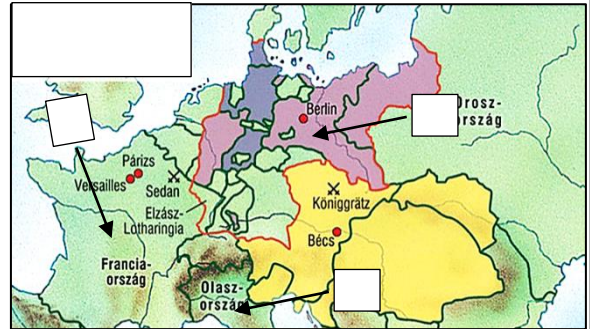 Berlin
Orosz-
ország
Párizs
Versailles
Sedan
Elzász-
Lotharingia
Königgrätz
Bécs
Francia-
ország
Olasz-
ország